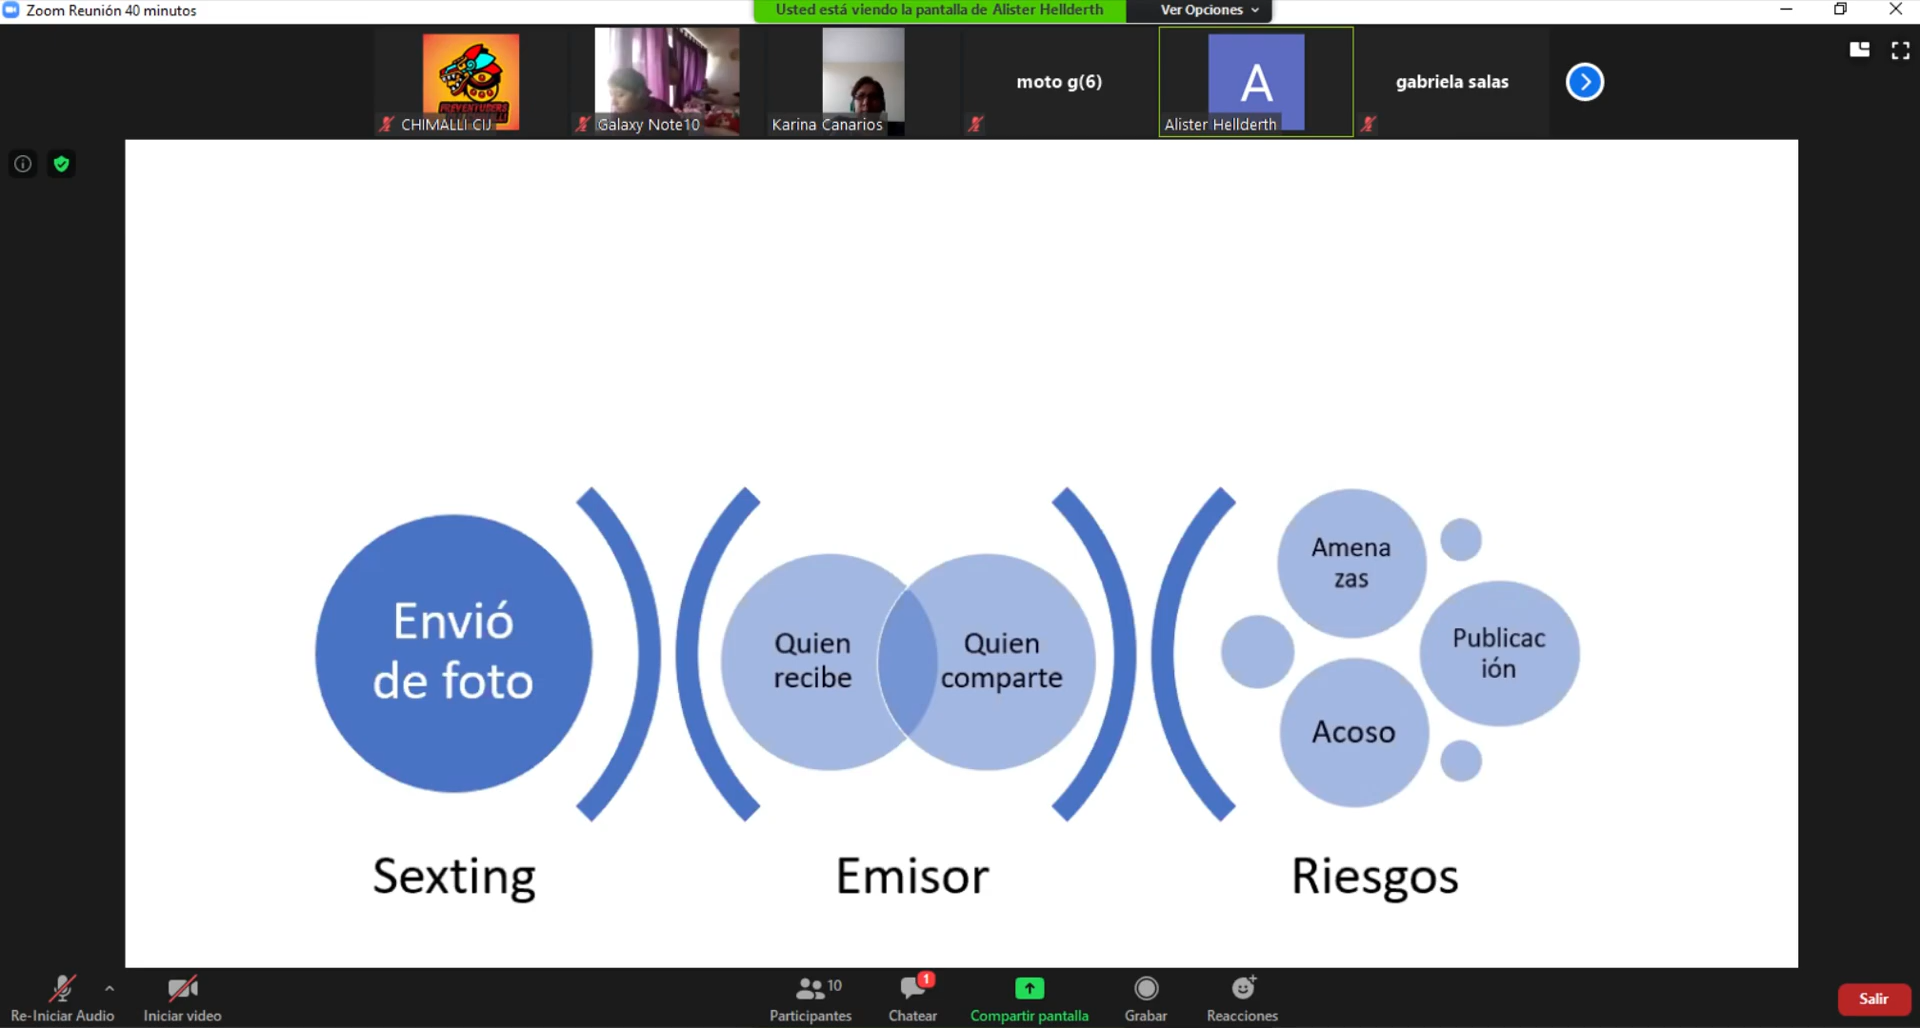 Zoom Reunión 40 minutos
Usted está viendo la pantalla de Alister Hellderth
Ver Opciones
PREVENTUDERS
CHIMALLI CIJ
Galaxy Note10
Karina Canarios
moto g(6)
A
Alister Hellderth
gabriela salas
Envió
de foto
Quien
recibe
Quien
comparte
Amena
zas
Publicac
ión
Acoso
Sexting
Emisor
Riesgos
Re-Iniciar Audio
Iniciar video
10
Participantes
1
Chatear
Compartir pantalla
Grabar
Reacciones
Salir